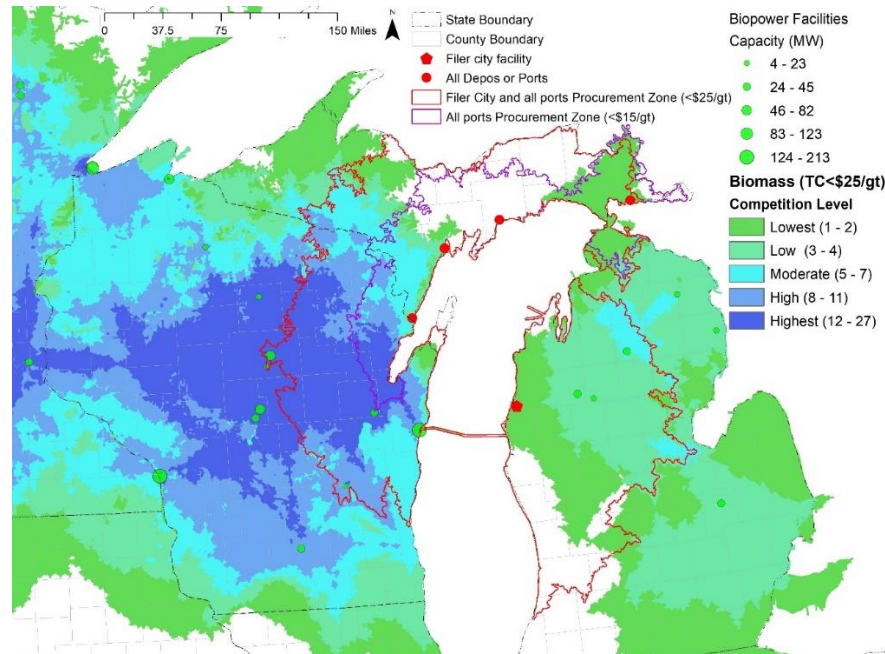 0 37.5 75 150 Miles
N
State Boundary
County Boundary
Filer city facility
All Depos or Ports
Filer City and all ports Procurement Zone (<$25/gt)
All ports Procurement Zone (<$15/gt)
Biopower Facilities
Capacity (MW)
4 - 23
24 - 45
46 - 82
83 - 123
124 - 213
Biomass (TC<$25/gt)
Competition Level
Lowest (1 - 2)
Low (3 - 4)
Moderate (5 - 7)
High (8 - 11)
Highest (12 - 27)